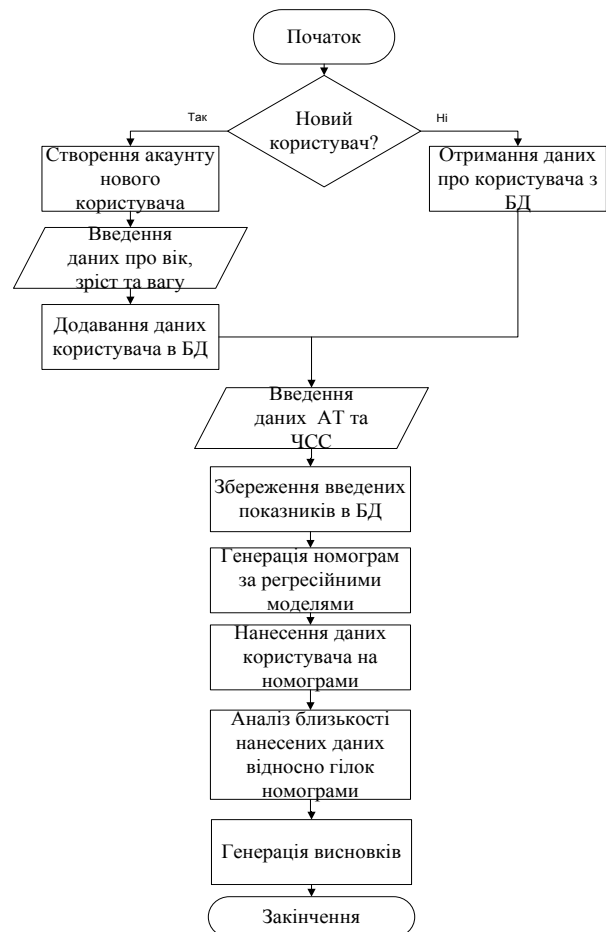 Початок
Новий
користувач?
Так
Ні
Створення акаунту
нового
користувача
Отримання даних
про користувача з
БД
Введення
даних про вік,
зріст та вагу
Додавання даних
користувача в БД
Введення
даних АТ та
ЧСС
Збереження введених
показників в БД
Генерація номограм
за регресійними
моделями
Нанесення даних
користувача на
номограми
Аналіз близькості
нанесених даних
відносно гілок
номограми
Генерація висновків
Закінчення